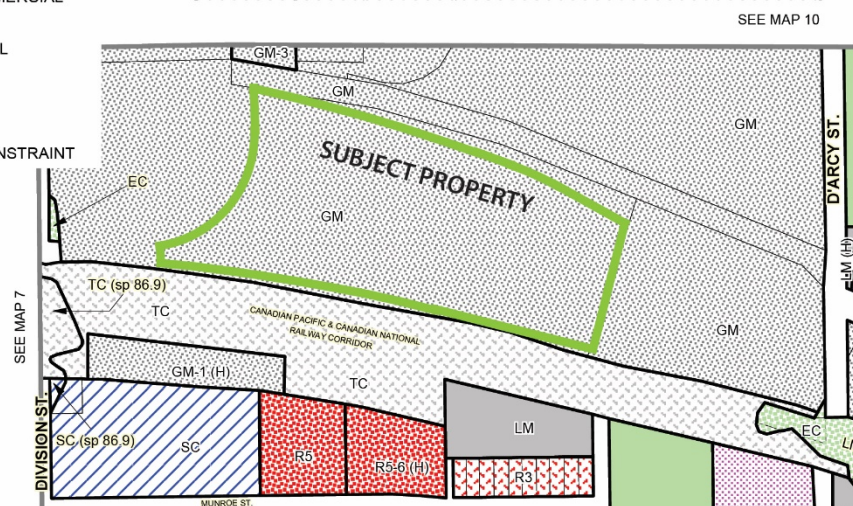 SEE MAP 10
GM-3
GM
GM
D'ARCY ST.
SUBJECT PROPERTY
NSTRAINT
EC
GM
LM (H)
TC (sp 86.9)
SEE MAP 7
TC
CANADIAN PACIFIC & CANADIAN NATIONAL
RAILWAY CORRIDOR
GM
GM-1 (H)
TC
DIVISION ST.
SC (sp 86.9)
SC
R5
R5-6 (H)
LM
R3
EC
MUNROE ST.